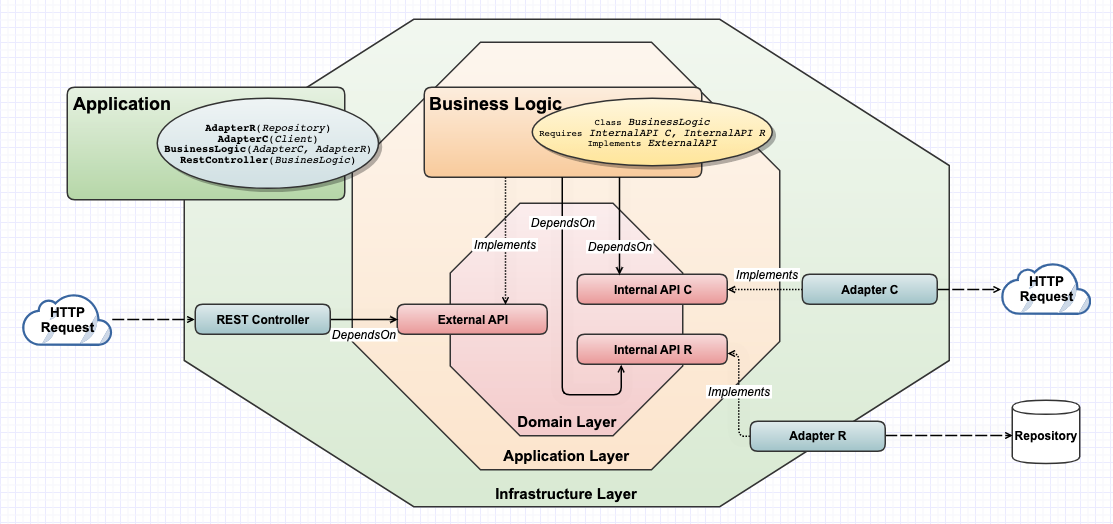 Application
AdapterR(Repository)
AdapterC(Client)
BusinessLogic(AdapterC, AdapterR)
RestController(BusinesLogic)
Business Logic
Class BusinessLogic
Requires InternalAPI C, InternalAPI R
Implements ExternalAPI
DependsOn
Implements
DependsOn
Implements
Internal API C
Adapter C
HTTP
Request
HTTP
Request
REST Controller
DependsOn
External API
Internal API R
Implements
Domain Layer
Adapter R
Repository
Application Layer
Infrastructure Layer